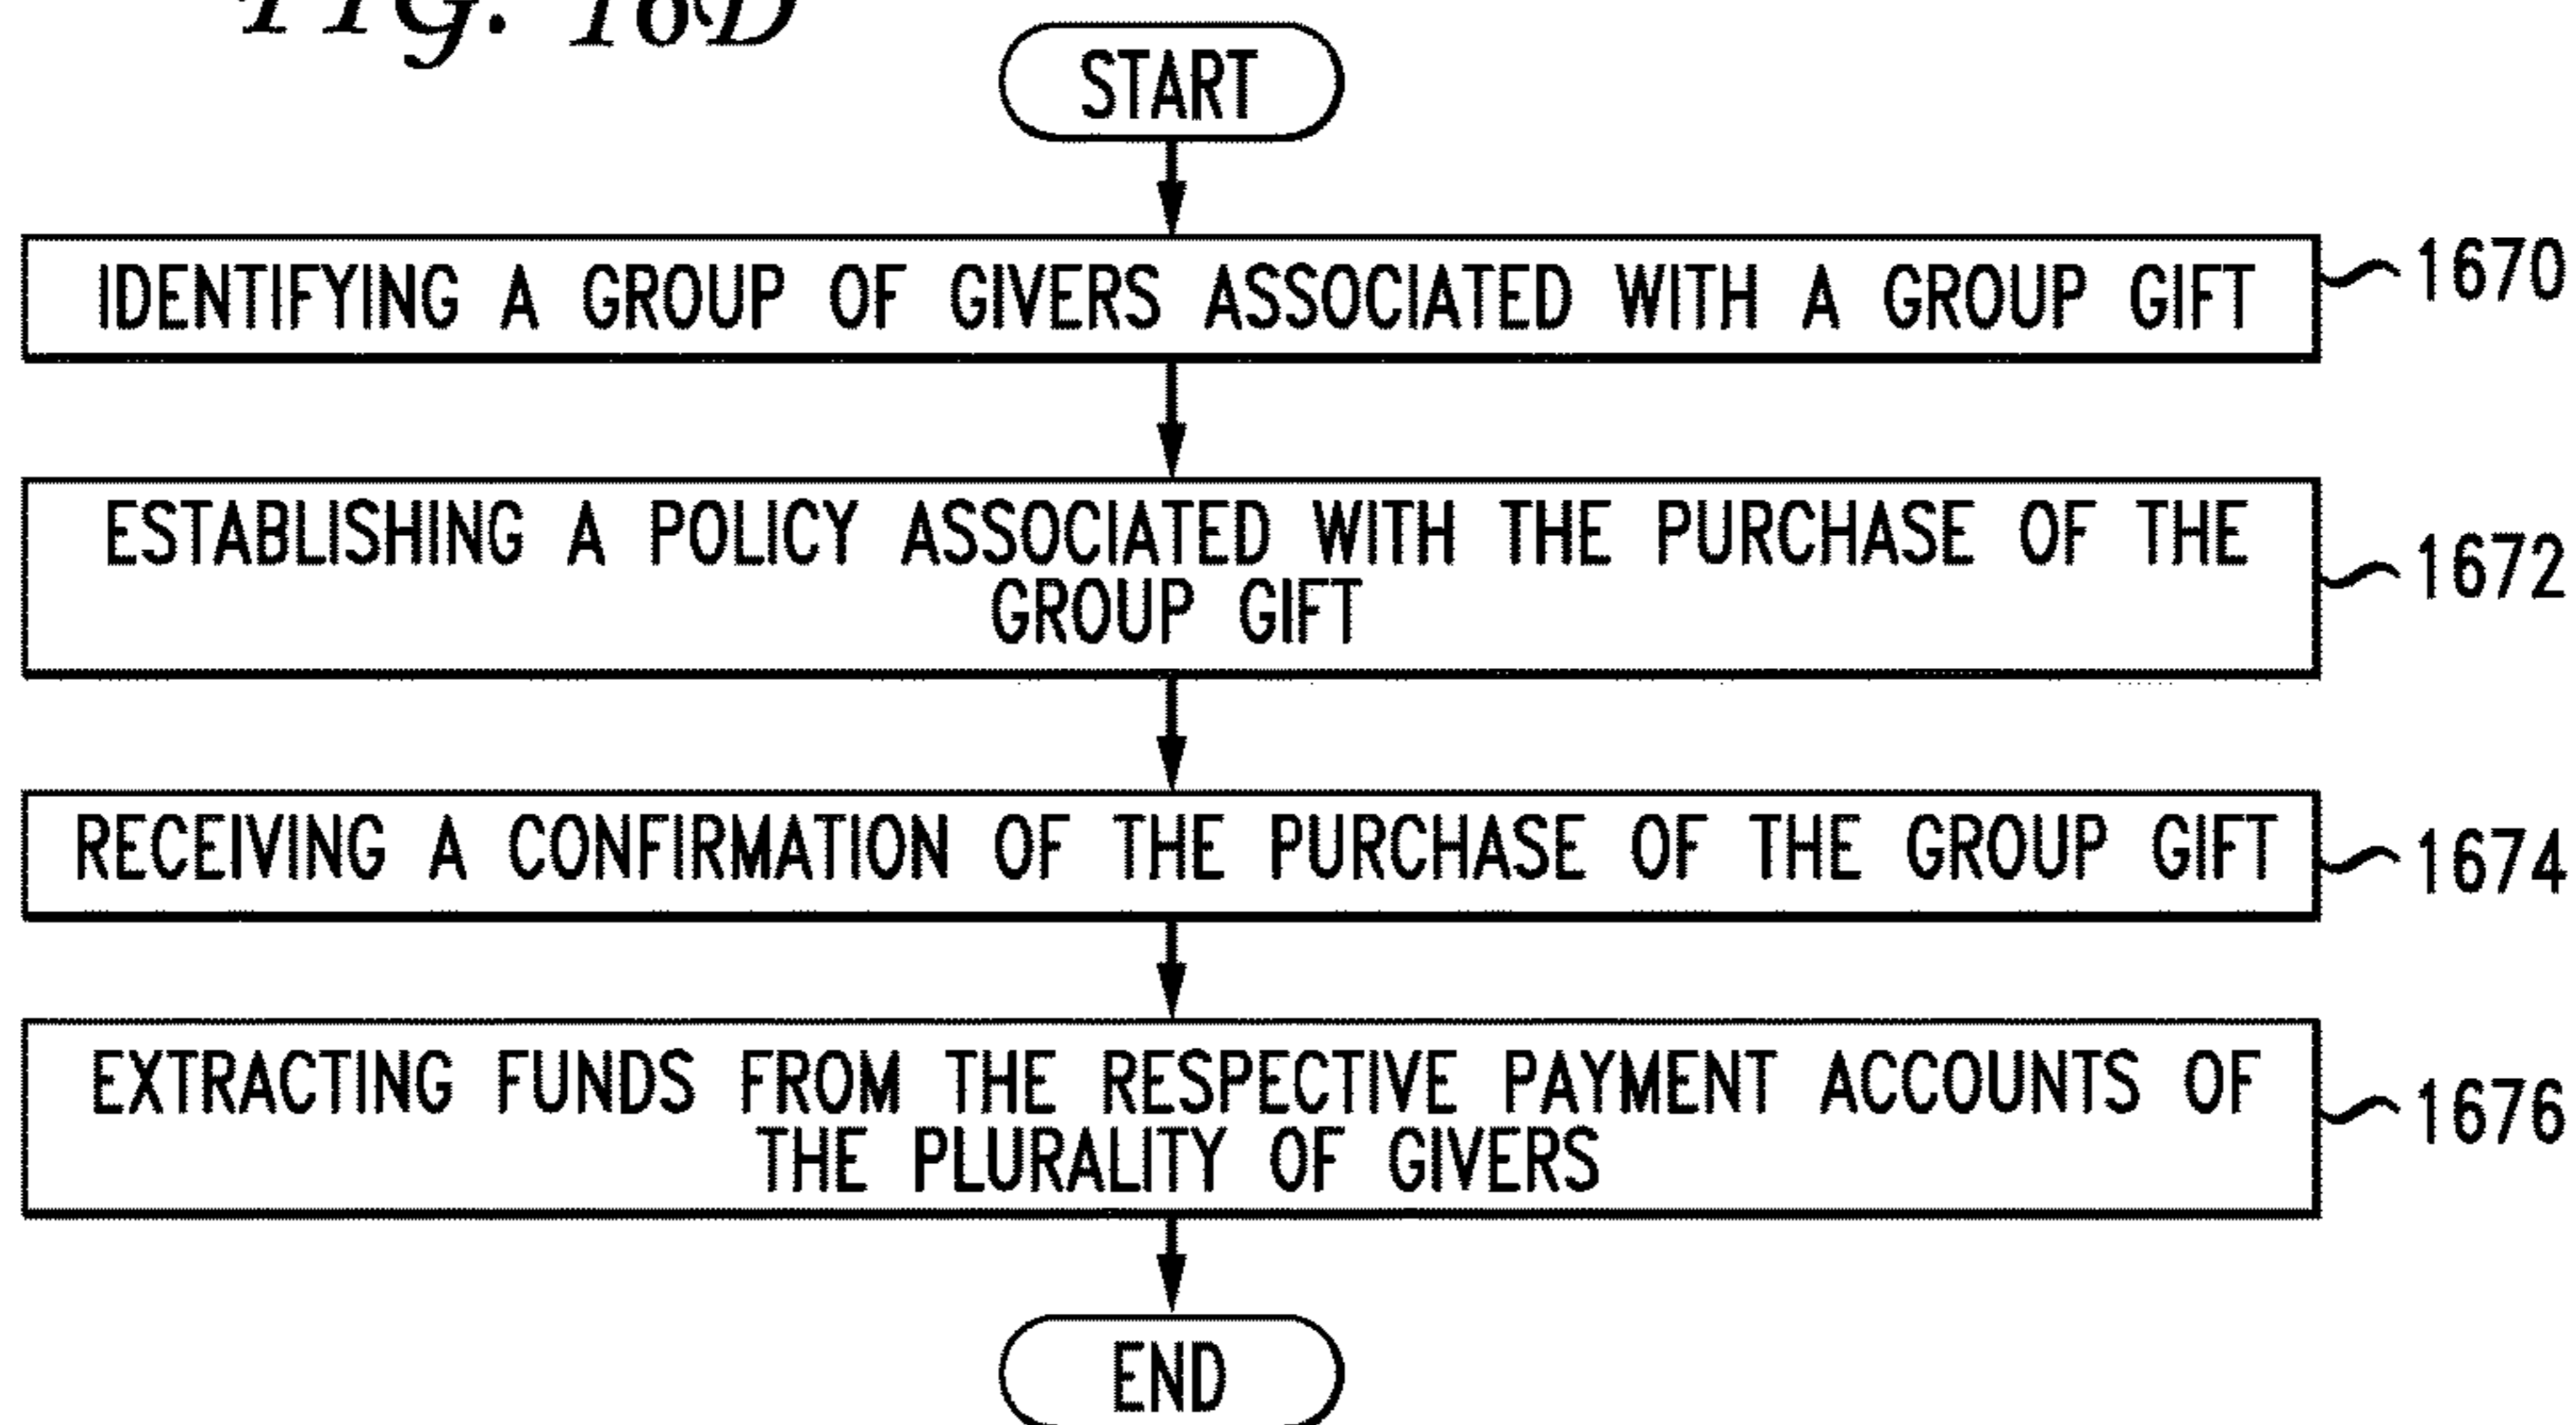 FIG. 16D
START
IDENTIFYING A GROUP OF GIVERS ASSOCIATED WITH A GROUP GIFT
1670
ESTABLISHING A POLICY ASSOCIATED WITH THE PURCHASE OF THE
GROUP GIFT
1672
RECEIVING A CONFIRMATION OF THE PURCHASE OF THE GROUP GIFT
1674
EXTRACTING FUNDS FROM THE RESPECTIVE PAYMENT ACCOUNTS OF
THE PLURALITY OF GIVERS
1676
END